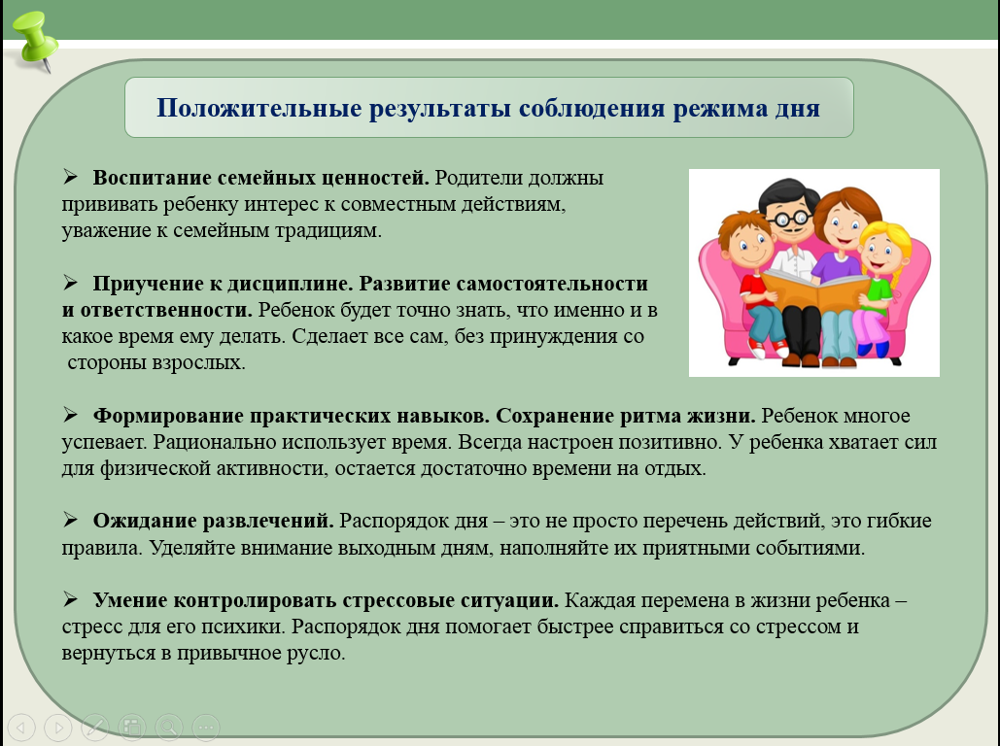 Положительные результаты соблюдения режима дня
➢ Воспитание семейных ценностей. Родители должны
прививать ребенку интерес к совместным действиям,
уважение к семейным традициям.
➢ Приучение к дисциплине. Развитие самостоятельности
и ответственности. Ребенок будет точно знать, что именно и в
какое время ему делать. Сделает все сам, без принуждения со
стороны взрослых.
➢ Формирование практических навыков. Сохранение ритма жизни. Ребенок многое
успевает. Рационально использует время. Всегда настроен позитивно. У ребенка хватает сил
для физической активности, остается достаточно времени на отдых.
➢ Ожидание развлечений. Распорядок дня – это не просто перечень действий, это гибкие
правила. Уделяйте внимание выходным дням, наполняйте их приятными событиями.
➢ Умение контролировать стрессовые ситуации. Каждая перемена в жизни ребенка –
стресс для его психики. Распорядок дня помогает быстрее справиться со стрессом и
вернуться в привычное русло.